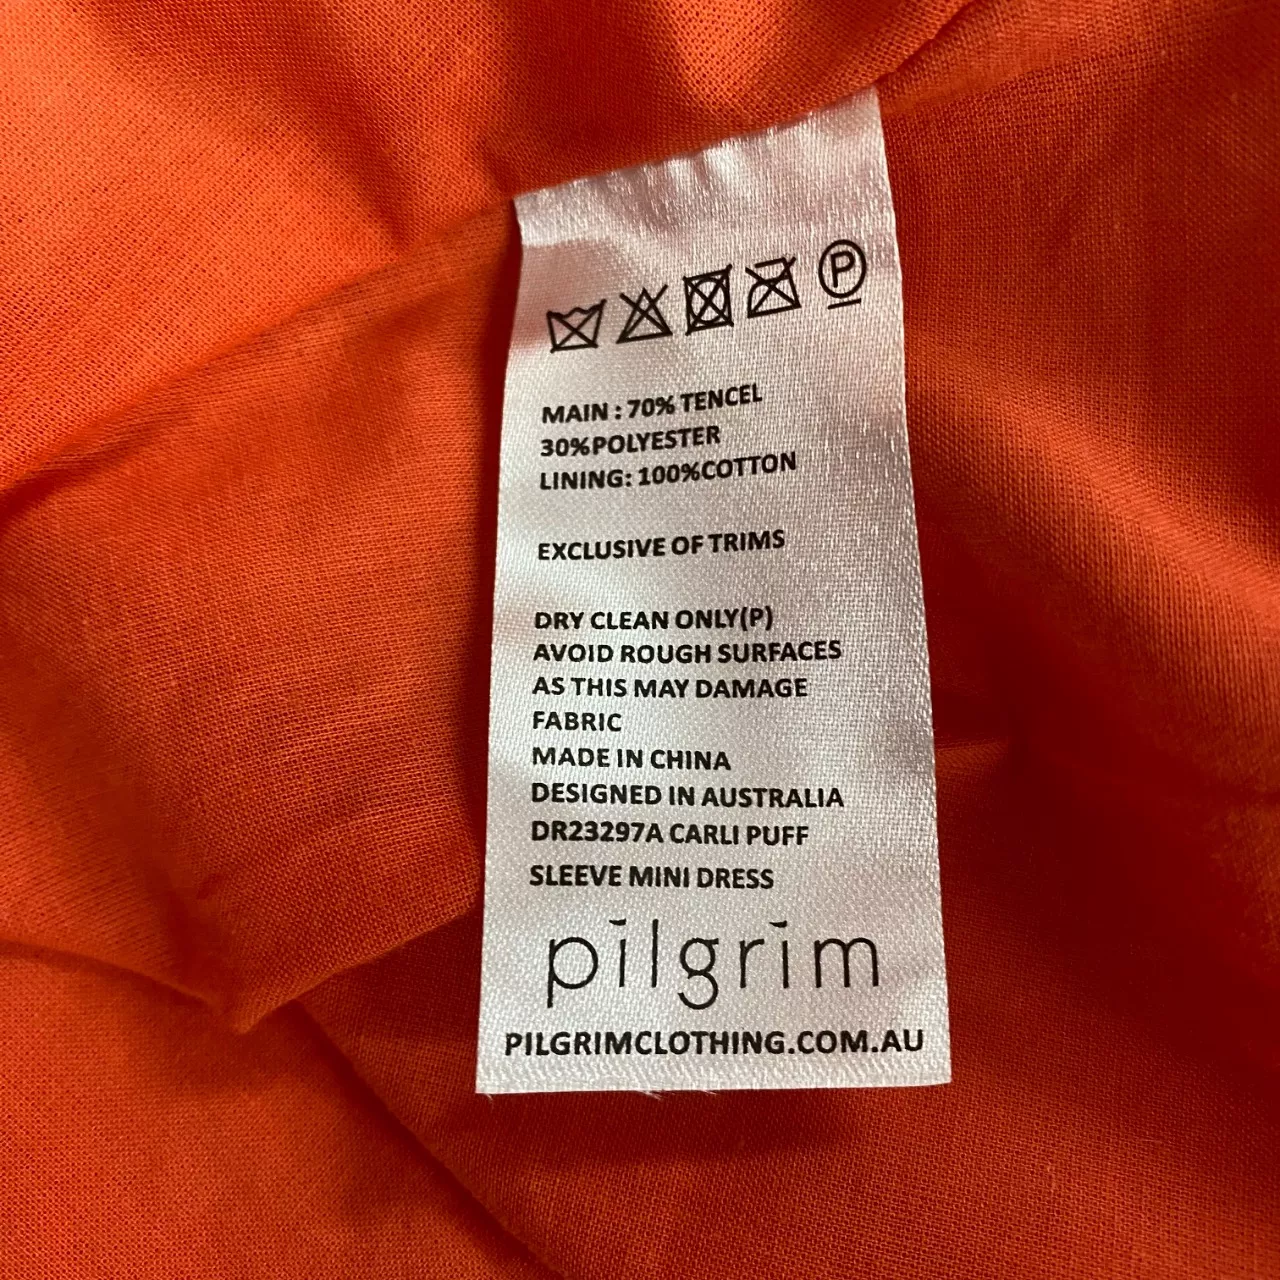 P
MAIN : 70% TENCEL
30%POLYESTER
LINING: 100%COTTON
EXCLUSIVE OF TRIMS
DRY CLEAN ONLY(P)
AVOID ROUGH SURFACES
AS THIS MAY DAMAGE
FABRIC
MADE IN CHINA
DESIGNED IN AUSTRALIA
DR23297A CARLI PUFF
SLEEVE MINI DRESS
pīlgrīm
PILGRIMCLOTHING.COM.AU